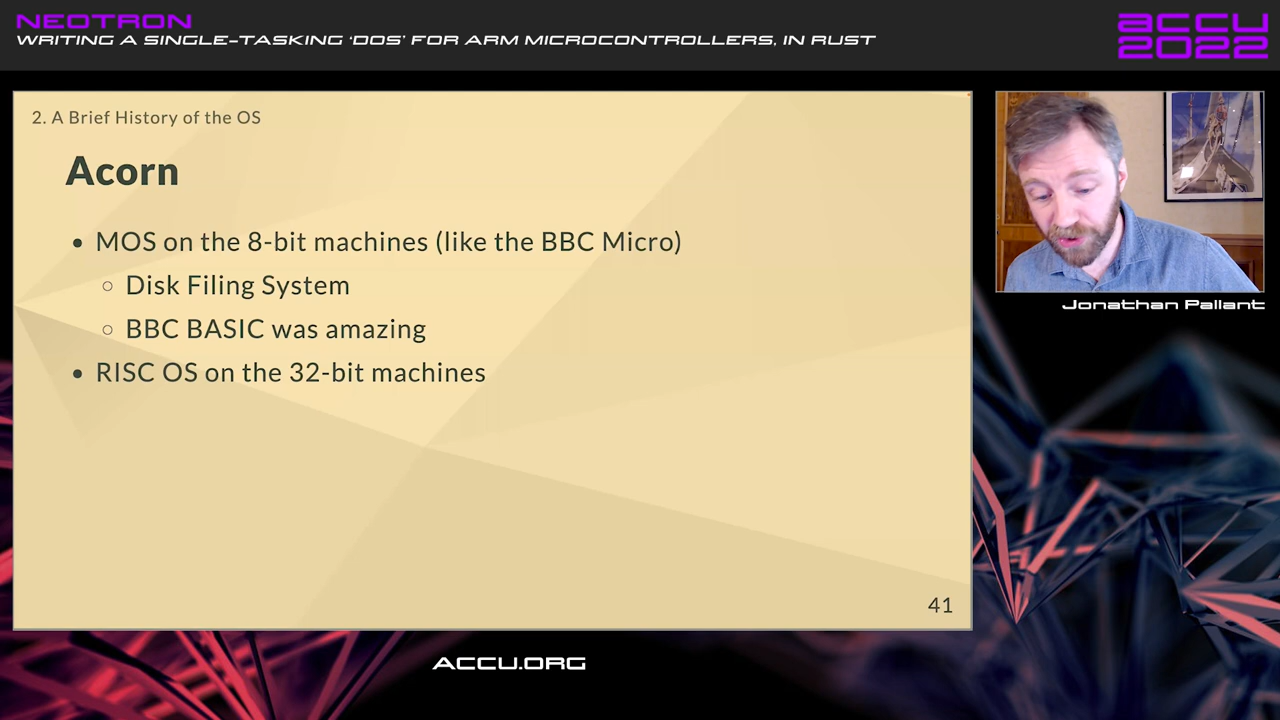 NEOTRON
WRITING A SINGLE-TASKING 'DOS' FOR ARM MICROCONTROLLERS, IN RUST
ACCU
2022
2. A Brief History of the OS
Acorn
• MOS on the 8-bit machines (like the BBC Micro)
○ Disk Filing System
○ BBC BASIC was amazing
• RISC OS on the 32-bit machines
41
Jonathan Pallant
ACCU.ORG